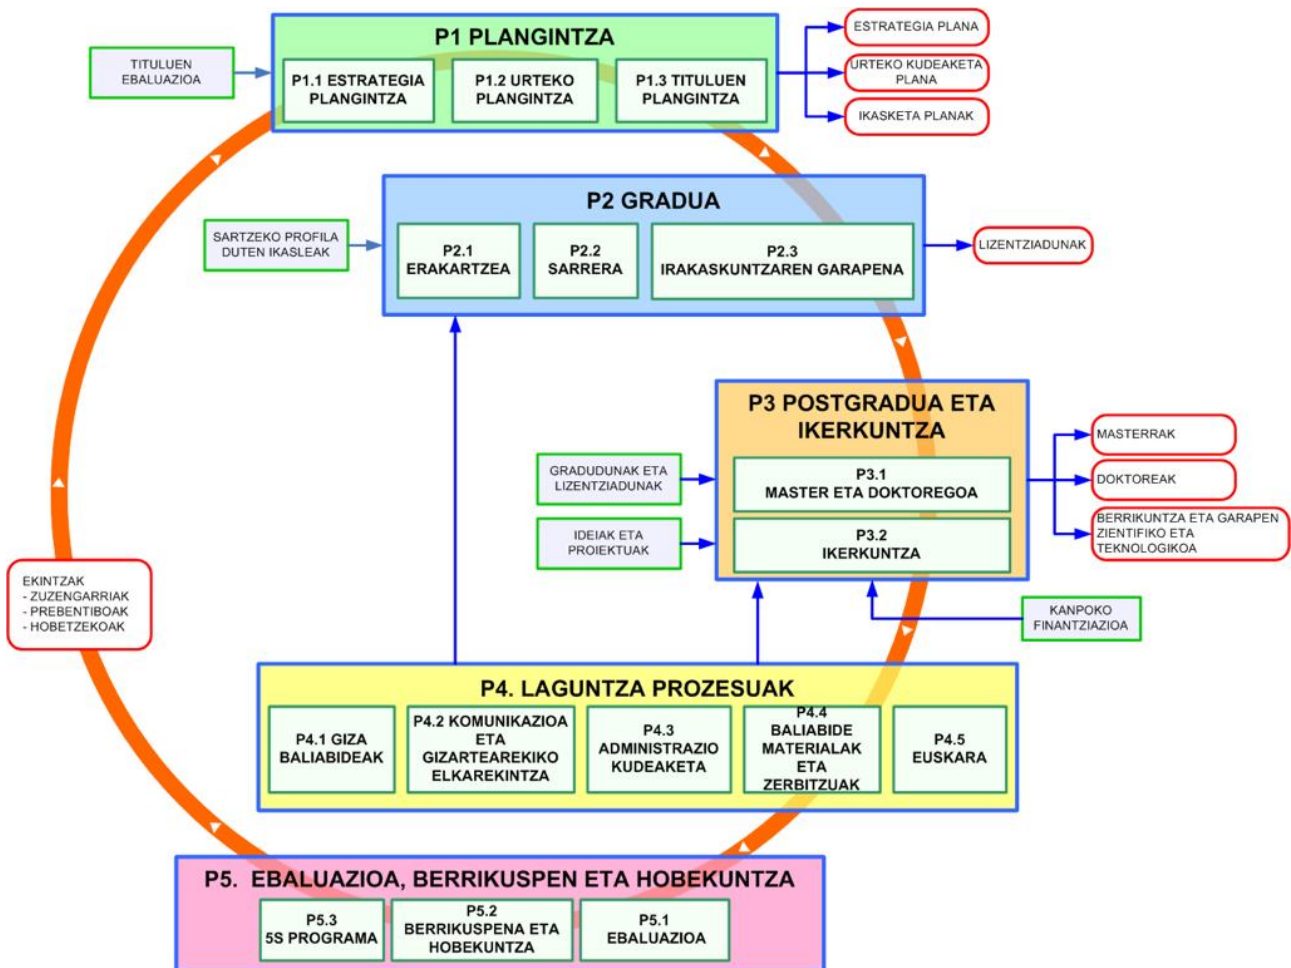 P1 PLANGINTZA
TITULUEN
EBALUAZIOA
P1.1 ESTRATEGIA
PLANGINTZA
P1.2 URTEKO
PLANGINTZA
P1.3 TITULUEN
PLANGINTZA
ESTRATEGIA PLANA
URTEKO KUDEAKETA
PLANA
IKASKETA PLANAK
P2 GRADUA
SARTZEKO PROFILA
DUTEN IKASLEAK
P2.1
ERAKARTZEA
P2.2
SARRERA
P2.3
IRAKASKUNTZAREN GARAPENA
LIZENTZIADUNAK
P3 POSTGRADUA ETA
IKERKUNTZA
GRADUDUNAK ETA
LIZENTZIADUNAK
IDEIAK ETA
PROIEKTUAK
P3.1
MASTER ETA DOKTOREGOA
P3.2
IKERKUNTZA
MASTERRAK
DOKTOREAK
BERRIKUNTZA ETA GARAPEN
ZIENTIFIKO ETA
TEKNOLOGIKOA
KANPOKO
FINANTZIAZIOA
EKINTZAK
- ZUZENGARRIAK
- PREBENTIBOAK
- HOBETZEKOAK
P4. LAGUNTZA PROZESUAK
P4.1 GIZA
BALIABIDEAK
P4.2 KOMUNIKAZIOA
ETA
GIZARTEAREKIKO
ELKAREKINTZA
P4.3
ADMINISTRAZIO
KUDEAKETA
P4.4
BALIABIDE
MATERIALAK
ETA
ZERBITZUAK
P4.5
EUSKARA
P5. EBALUAZIOA, BERRIKUSPEN ETA HOBEKUNTZA
P5.3
5S PROGRAMA
P5.2
BERRIKUSPENA ETA
HOBEKUNTZA
P5.1
EBALUAZIOA